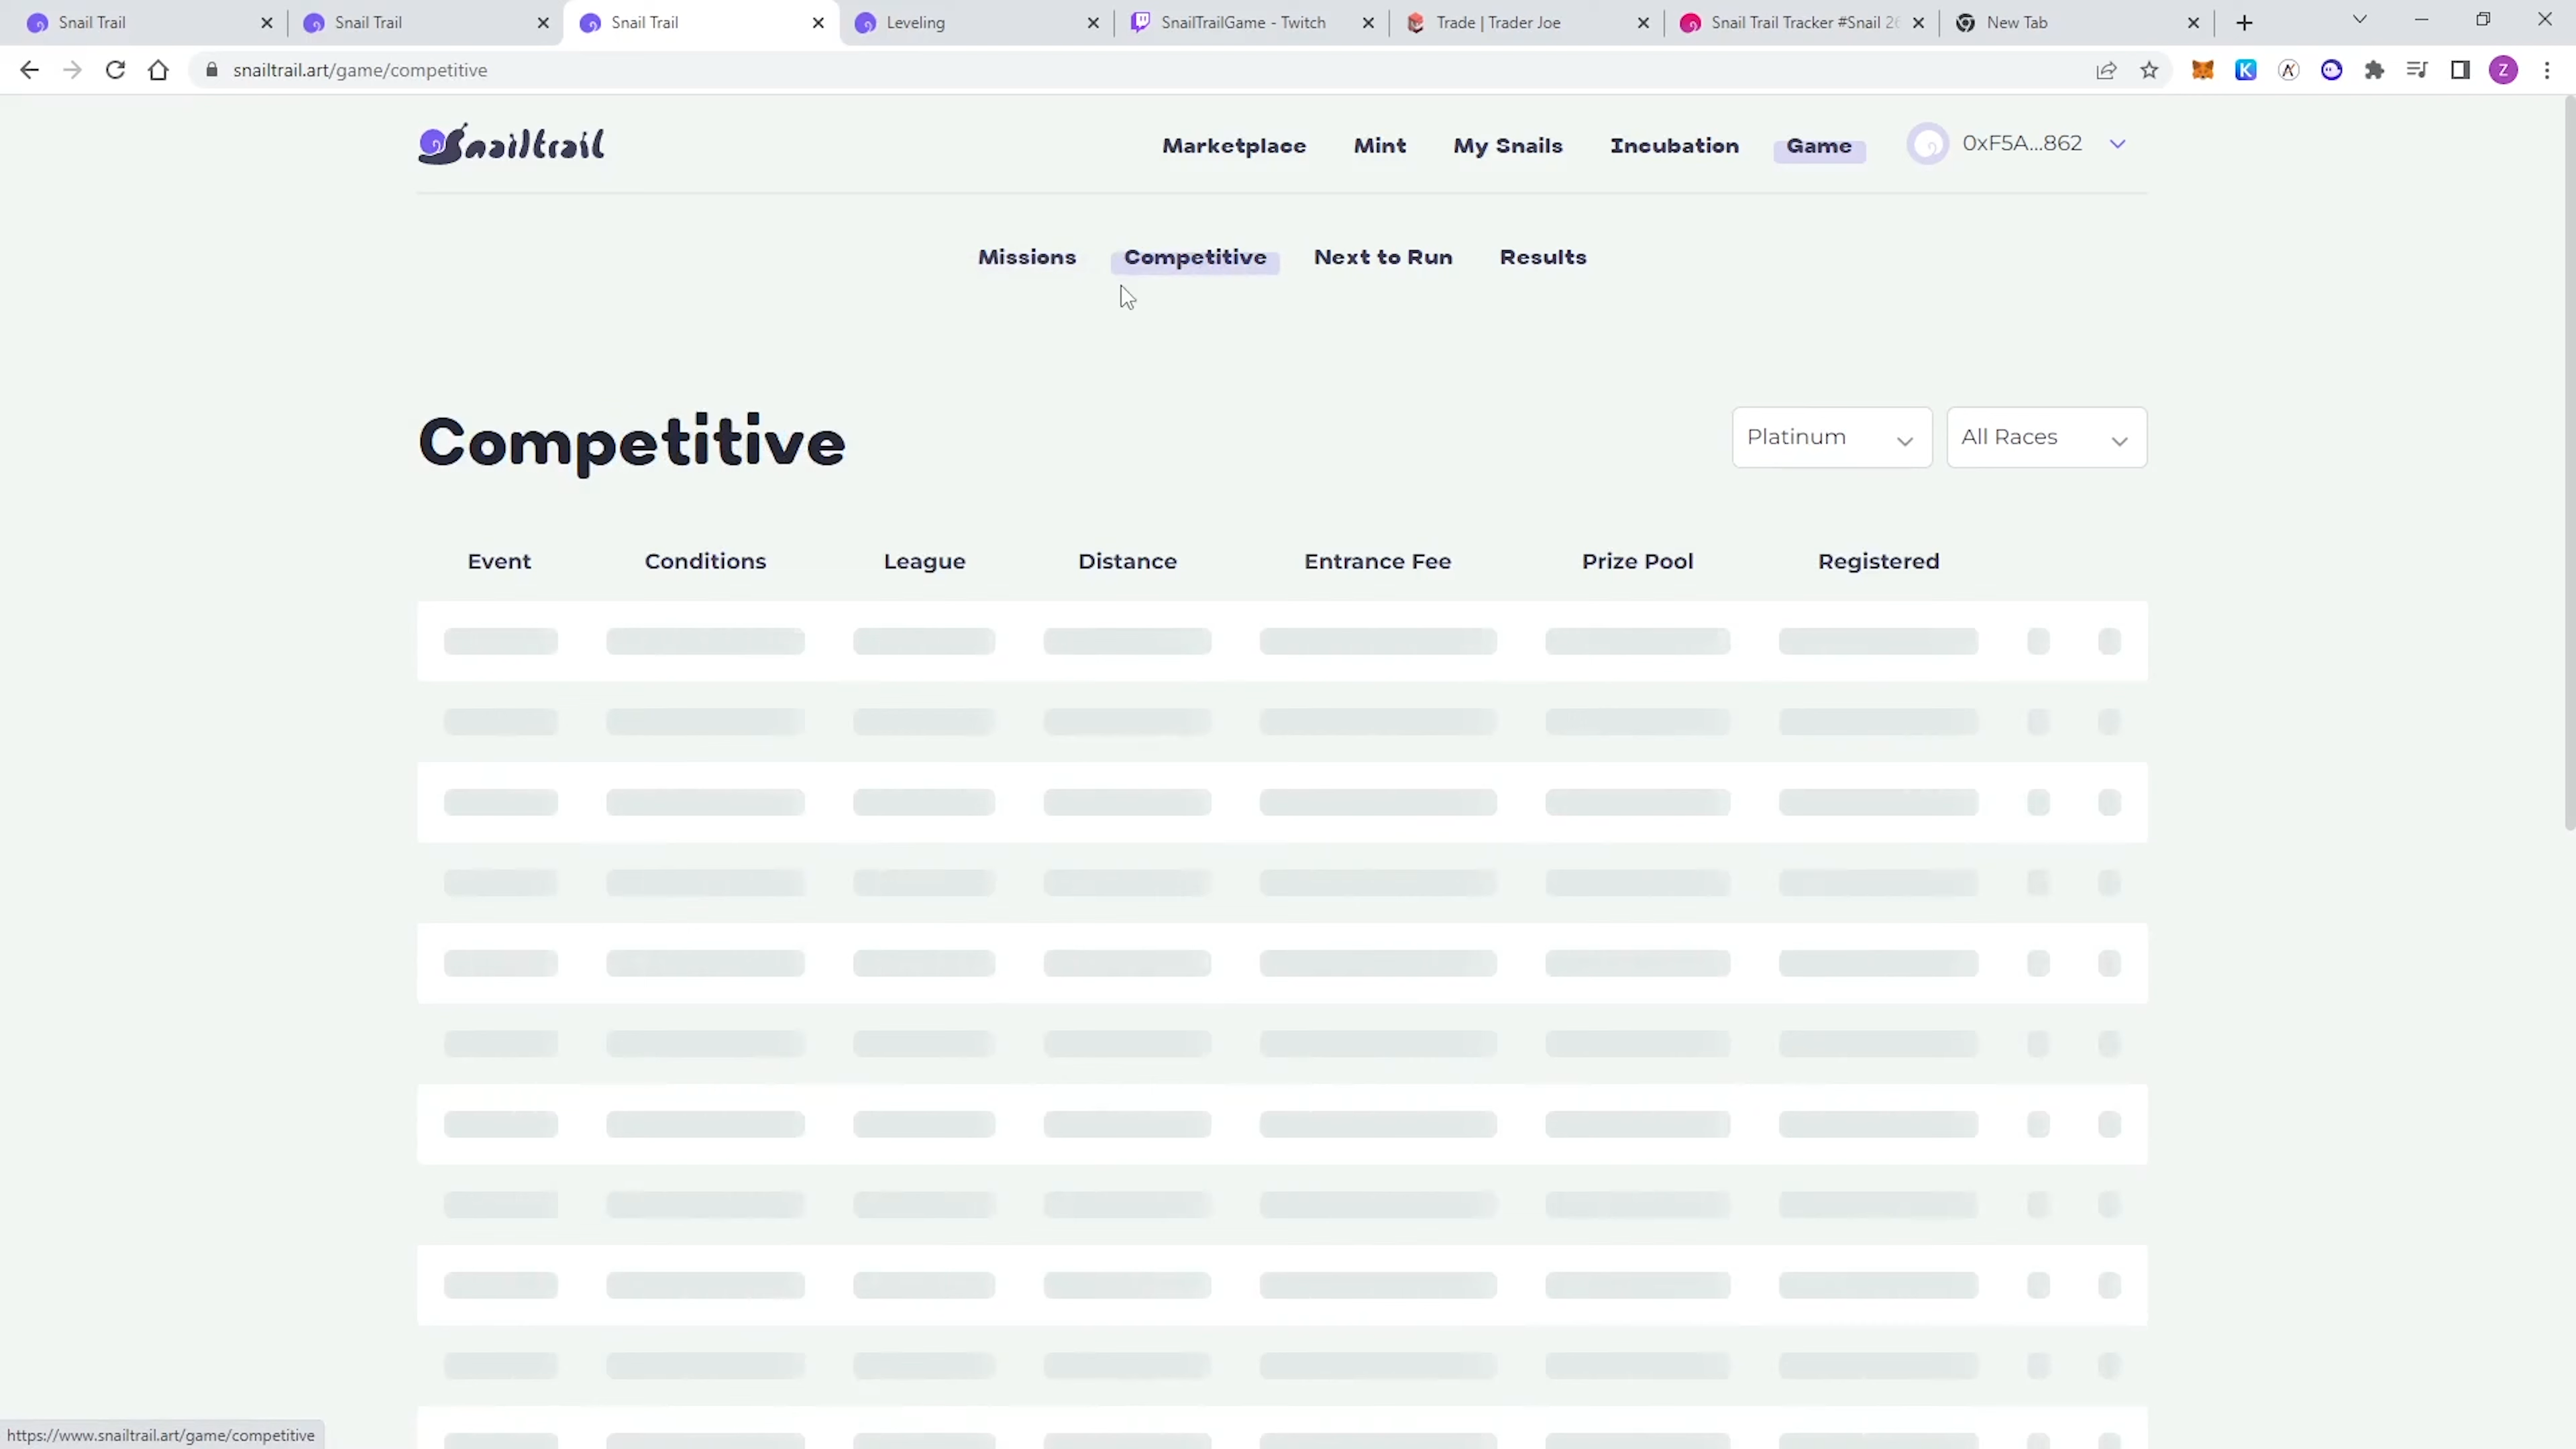 Snail Trail
Snail Trail
Snail Trail
Leveling
SnailTrailGame - Twitch
Trade | Trader Joe
Snail Trail Tracker #Snail 26
New Tab
snailtrail.art/game/competitive
K
Z
Snailtrail
Marketplace
Mint
My Snails
Incubation
Game
0xF5A...862
Missions
Competitive
Next to Run
Results
Competitive
Platinum
All Races
Event
Conditions
League
Distance
Entrance Fee
Prize Pool
Registered
https://www.snailtrail.art/game/competitive